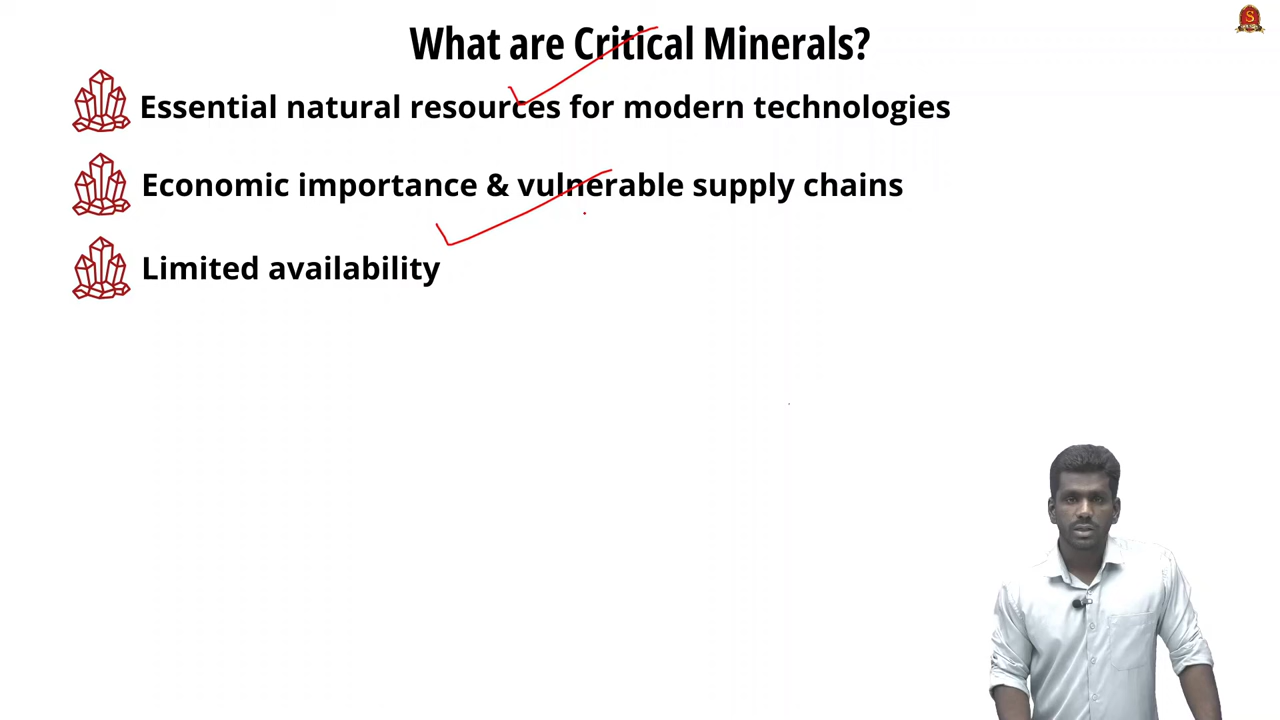 What are Critical Minerals?
Essential natural resources for modern technologies
Economic importance & vulnerable supply chains
Limited availability
S